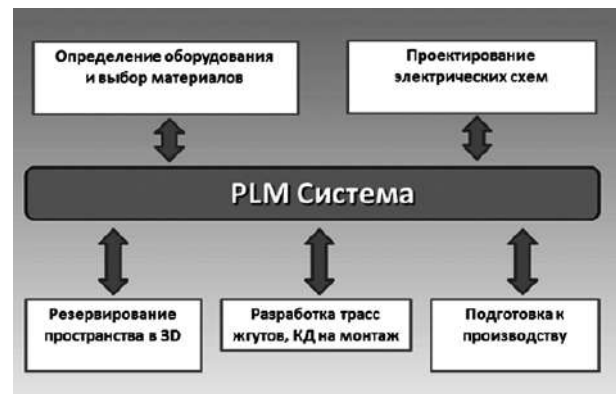 Определение оборудования
и выбор материалов
Проектирование
электрических схем
PLM Система
Резервирование
пространства в 3D
Разработка трасс
жгутов, КД на монтаж
Подготовка к
производству